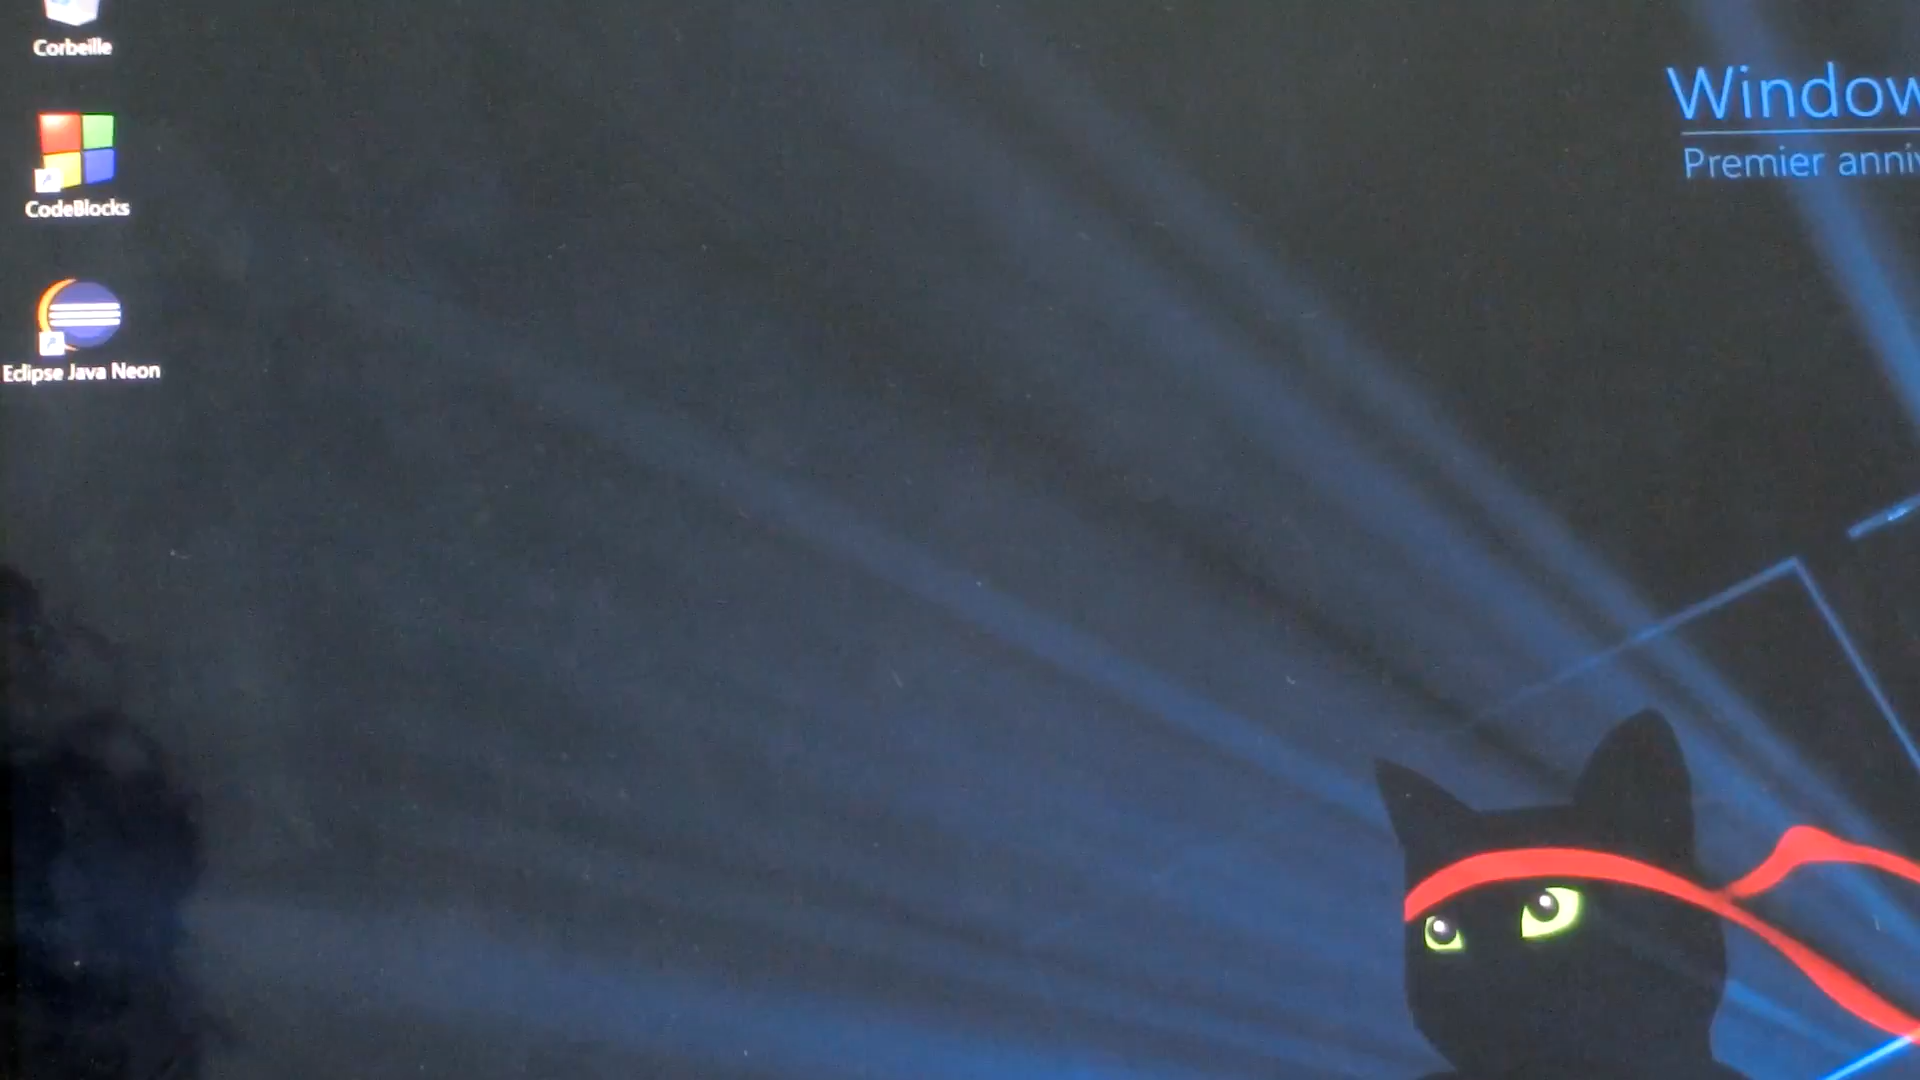 Corbeille
CodeBlocks
Eclipse Java Neon
Window
Premier anni